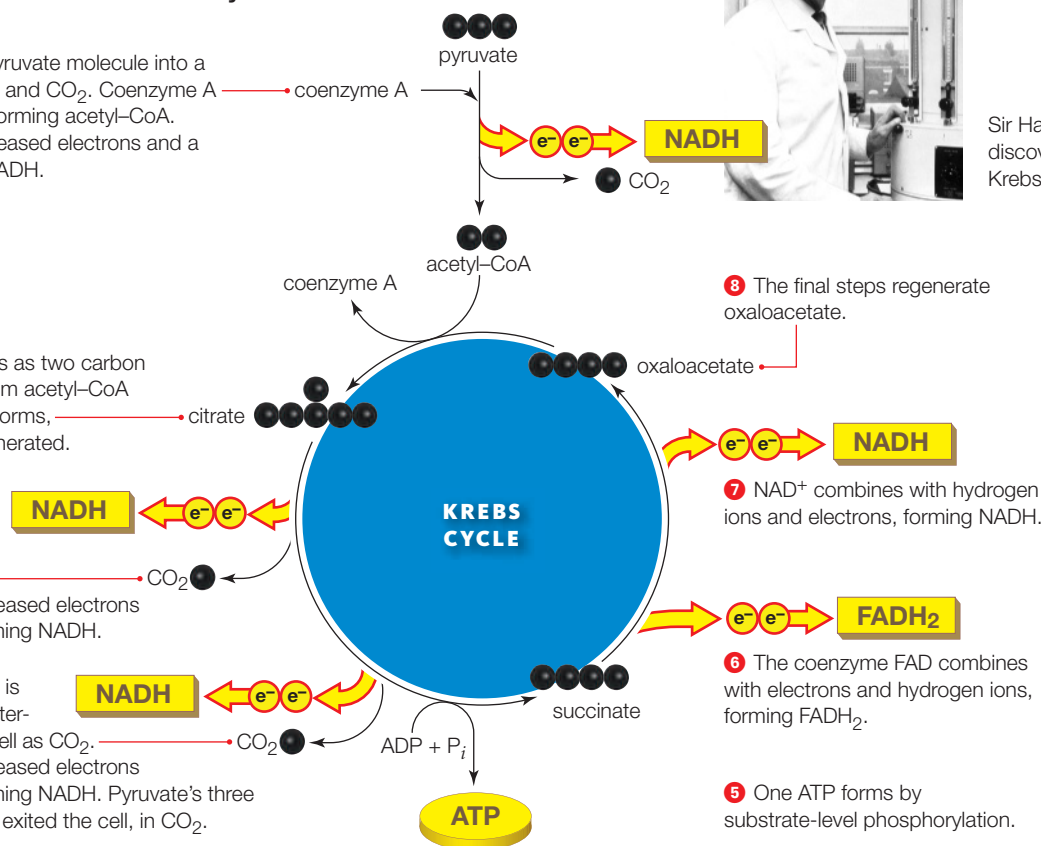 pyruvate
yruvate molecule into a
and CO₂. Coenzyme A
orming acetyl–CoA.
eased electrons and a
ADH.
coenzyme A
e– e–
NADH
CO₂
Sir Ha
discov
Krebs
acetyl–CoA
coenzyme A
8 The final steps regenerate
oxaloacetate.
oxaloacetate
s as two carbon
m acetyl–CoA
orms,
nerated.
citrate
e– e–
NADH
7 NAD⁺ combines with hydrogen
ions and electrons, forming NADH.
NADH
e– e–
KREBS
CYCLE
CO₂
eased electrons
ning NADH.
e– e–
FADH₂
6 The coenzyme FAD combines
with electrons and hydrogen ions,
forming FADH₂.
is
ter-
ell as CO₂.
eased electrons
ning NADH. Pyruvate's three
exited the cell, in CO₂.
NADH
e– e–
CO₂
succinate
ADP + Pᵢ
ATP
5 One ATP forms by
substrate-level phosphorylation.